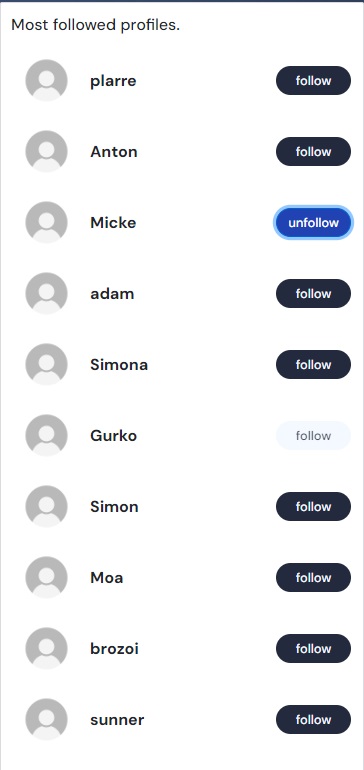 Most followed profiles.
plarre follow
Anton follow
Micke unfollow
adam follow
Simona follow
Gurko follow
Simon follow
Moa follow
brozoi follow
sunner follow